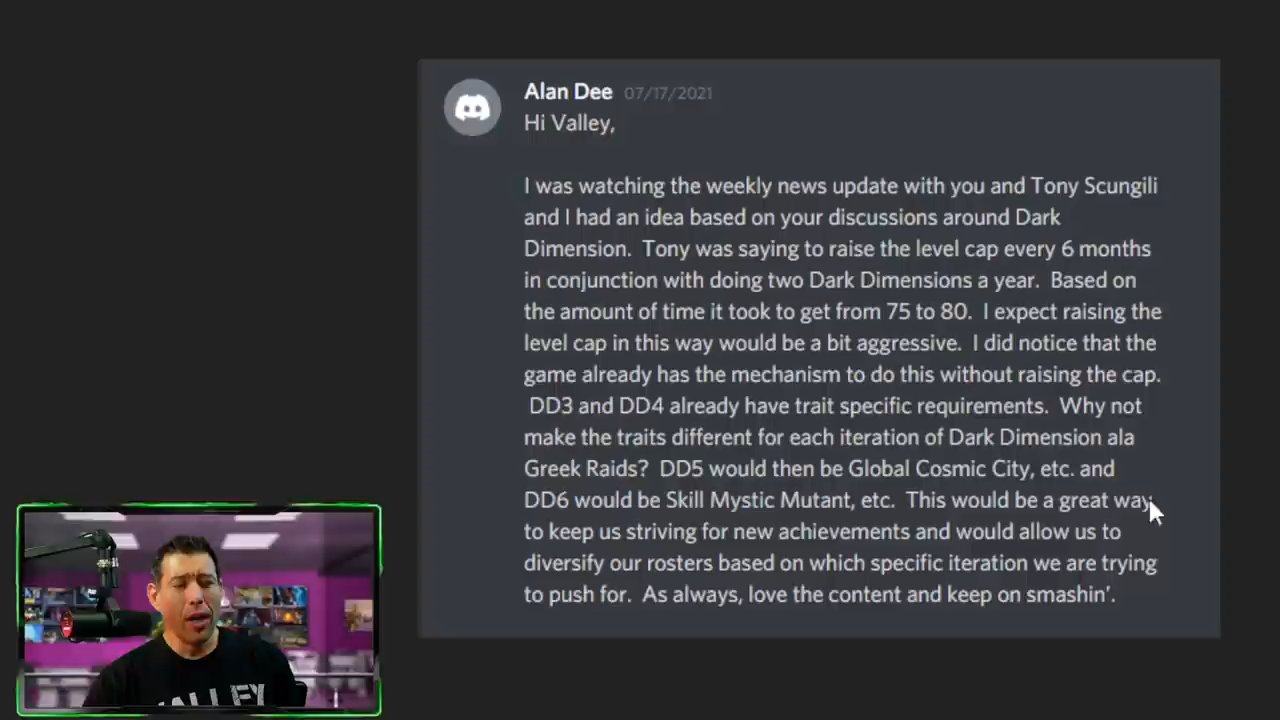 Alan Dee 07/17/2021
Hi Valley,
I was watching the weekly news update with you and Tony Scungili
and I had an idea based on your discussions around Dark
Dimension.  Tony was saying to raise the level cap every 6 months
in conjunction with doing two Dark Dimensions a year.  Based on
the amount of time it took to get from 75 to 80.  I expect raising the
level cap in this way would be a bit aggressive.  I did notice that the
game already has the mechanism to do this without raising the cap.
DD3 and DD4 already have trait specific requirements.  Why not
make the traits different for each iteration of Dark Dimension ala
Greek Raids?  DD5 would then be Global Cosmic City, etc. and
DD6 would be Skill Mystic Mutant, etc.  This would be a great way
to keep us striving for new achievements and would allow us to
diversify our rosters based on which specific iteration we are trying
to push for.  As always, love the content and keep on smashin'.
VALLEY